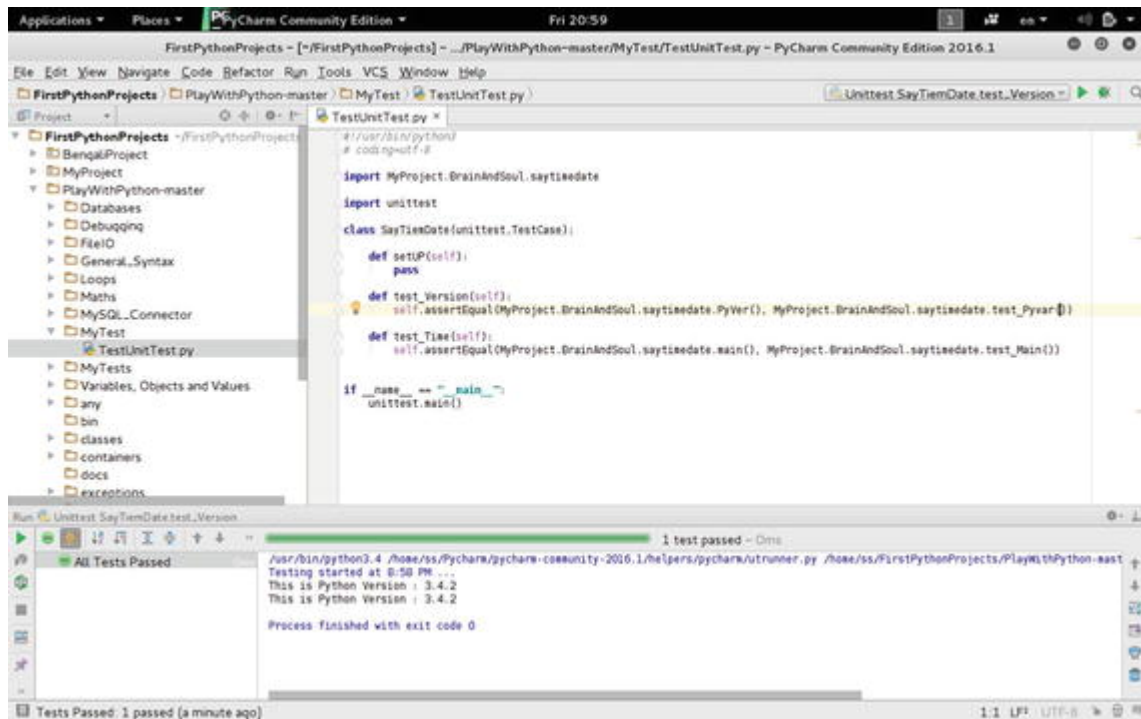 Applications Places PyCharm Community Edition Fri 20:59 1 en
FirstPythonProjects – [~/FirstPythonProjects] – .../PlayWithPython-master/MyTest/TestUnitTest.py – PyCharm Community Edition 2016.1
File Edit View Navigate Code Refactor Run Tools VCS Window Help
FirstPythonProjects PlayWithPython-master MyTest TestUnitTest.py Unittest SayTiemDate.test_Version
Project TestUnitTest.py
FirstPythonProjects ~/FirstPythonProjects
BengaliProject
MyProject
PlayWithPython-master
Databases
Debugging
FileIO
General_Syntax
Loops
Maths
MySQL_Connector
MyTest
TestUnitTest.py
MyTests
Variables, Objects and Values
any
bin
classes
containers
docs
exceptions
#!/usr/bin/python3
# coding=utf-8
import MyProject.BrainAndSoul.saytimedate
import unittest
class SayTiemDate(unittest.TestCase):
def setUP(self):
pass
def test_Version(self):
self.assertEqual(MyProject.BrainAndSoul.saytimedate.PyVer(), MyProject.BrainAndSoul.saytimedate.test_Pyvar())
def test_Time(self):
self.assertEqual(MyProject.BrainAndSoul.saytimedate.main(), MyProject.BrainAndSoul.saytimedate.test_Main())
if __name__ == "__main__":
unittest.main()
Run Unittest SayTiemDate.test_Version
1 test passed – 0ms
All Tests Passed
/usr/bin/python3.4 /home/ss/Pycharm/pycharm-community-2016.1/helpers/pycharm/utrunner.py /home/ss/FirstPythonProjects/PlayWithPython-mast
Testing started at 8:58 PM ...
This is Python Version : 3.4.2
This is Python Version : 3.4.2
Process finished with exit code 0
Tests Passed: 1 passed (a minute ago) 1:1 LF UTF-8